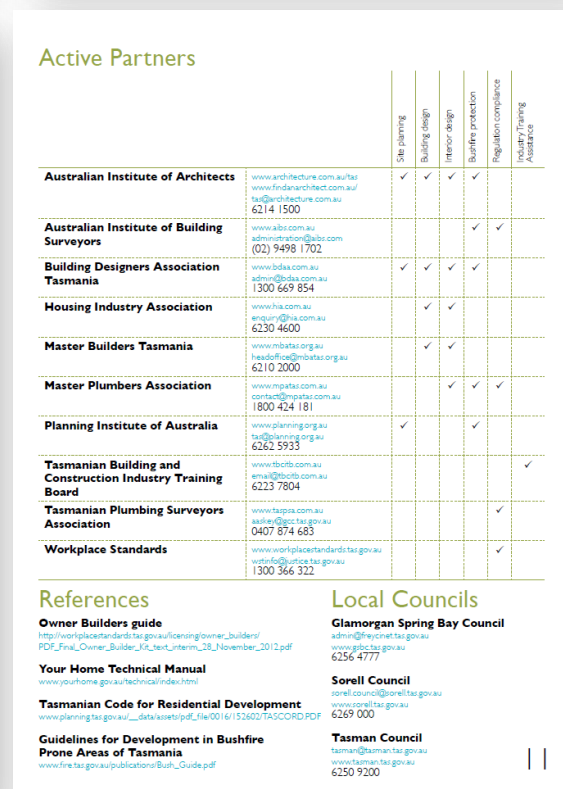 Active Partners
Site planning
Building design
Interior design
Bushfire protection
Regulation compliance
Industry Training
Assistance
Australian Institute of Architects
www.architecture.com.au/tas
www.findanarchitect.com.au/
tas@architecture.com.au
6214 1500
✓ ✓ ✓ ✓
Australian Institute of Building
Surveyors
www.aibs.com.au
administration@aibs.com
(02) 9498 1702
✓ ✓
Building Designers Association
Tasmania
www.bdaa.com.au
admin@bdaa.com.au
1300 669 854
✓ ✓ ✓ ✓
Housing Industry Association
www.hia.com.au
enquiry@hia.com.au
6230 4600
✓ ✓
Master Builders Tasmania
www.mbatas.org.au
headoffice@mbatas.org.au
6210 2000
✓ ✓
Master Plumbers Association
www.mpatas.com.au
contact@mpatas.com.au
1800 424 181
✓ ✓ ✓
Planning Institute of Australia
www.planning.org.au
tas@planning.org.au
6262 5933
✓ ✓
Tasmanian Building and
Construction Industry Training
Board
www.tbcitb.com.au
email@tbcitb.com.au
6223 7804
✓
Tasmanian Plumbing Surveyors
Association
www.taspsa.com.au
aaskey@gcc.tas.gov.au
0407 874 683
✓
Workplace Standards
www.workplacestandards.tas.gov.au
wstinfo@justice.tas.gov.au
1300 366 322
✓
References
Owner Builders guide
http://workplacestandards.tas.gov.au/licensing/owner_builders/
PDF_Final_Owner_Builder_Kit_text_interim_28_November_2012.pdf
Your Home Technical Manual
www.yourhome.gov.au/technical/index.html
Tasmanian Code for Residential Development
www.planning.tas.gov.au/__data/assets/pdf_file/0016/152602/TASCORD.PDF
Guidelines for Development in Bushfire
Prone Areas of Tasmania
www.fire.tas.gov.au/publications/Bush_Guide.pdf
Local Councils
Glamorgan Spring Bay Council
admin@freycinet.tas.gov.au
www.gsbc.tas.gov.au
6256 4777
Sorell Council
sorell.council@sorell.tas.gov.au
www.sorell.tas.gov.au
6269 000
Tasman Council
tasman@tasman.tas.gov.au
www.tasman.tas.gov.au
6250 9200
11